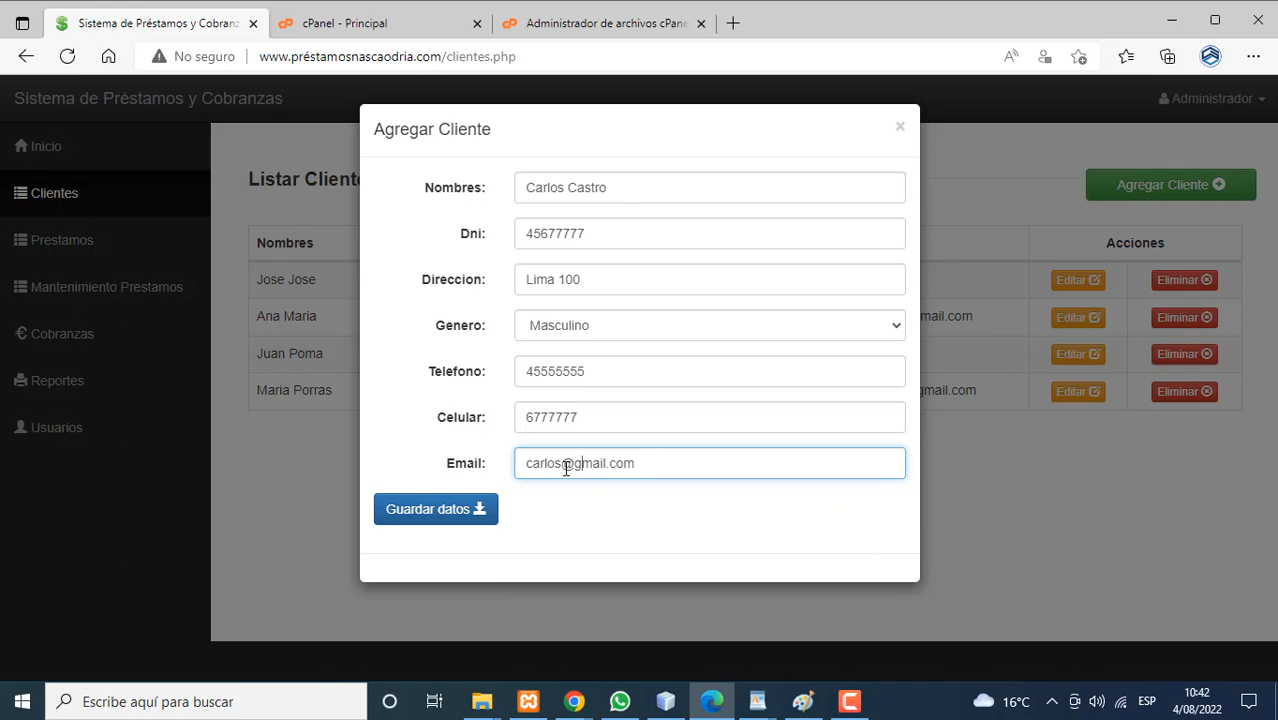 Sistema de Préstamos y Cobranz
cPanel - Principal
Administrador de archivos cPane
No seguro
www.préstamosnascaodria.com/clientes.php
Sistema de Préstamos y Cobranzas
Administrador
Inicio
Clientes
Prestamos
Mantenimiento Prestamos
€ Cobranzas
Reportes
Usuarios
Listar Cliente
Agregar Cliente
Nombres
Acciones
Jose Jose
Editar
Eliminar
Ana Maria
mail.com
Editar
Eliminar
Juan Poma
Editar
Eliminar
Maria Porras
gmail.com
Editar
Eliminar
Agregar Cliente
×
Nombres: Carlos Castro
Dni: 45677777
Direccion: Lima 100
Genero: Masculino
Telefono: 45555555
Celular: 6777777
Email: carlos@gmail.com
Guardar datos
Escribe aquí para buscar
16°C
ESP
10:42
4/08/2022